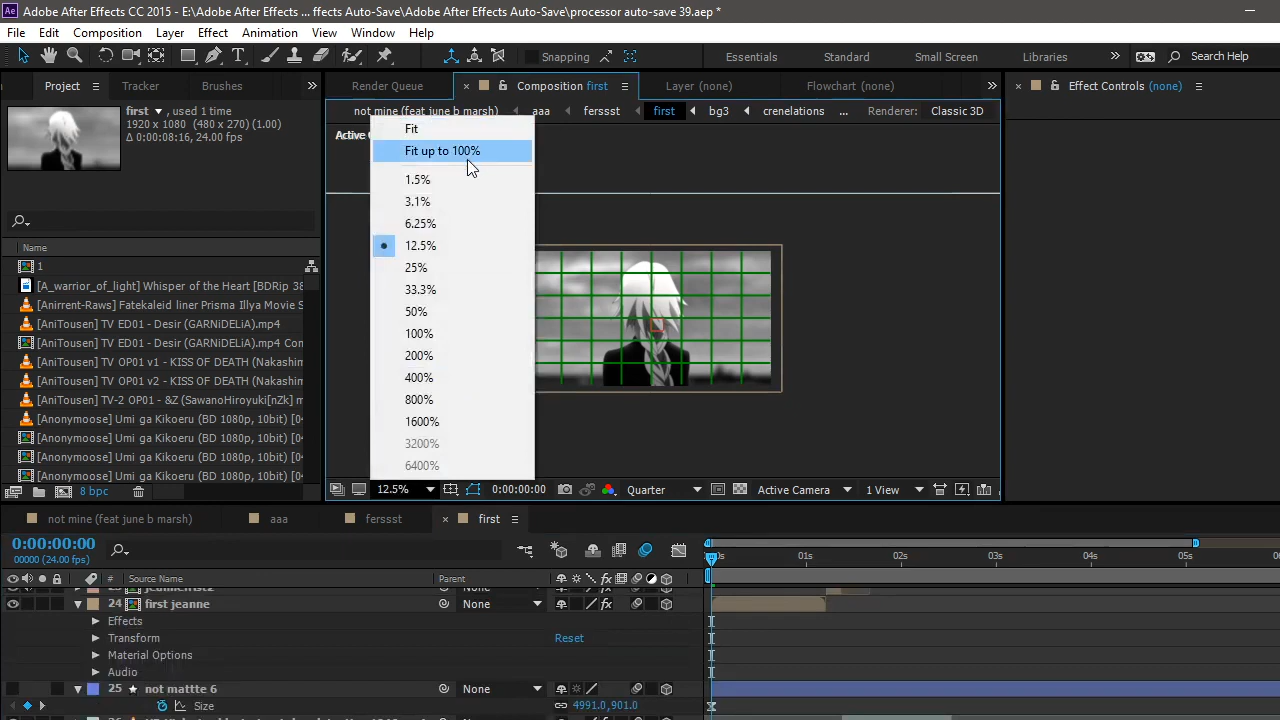 Adobe After Effects CC 2015 - E:\Adobe After Effects ... ffects Auto-Save\Adobe After Effects Auto-Save\processor auto-save 39.aep *
File Edit Composition Layer Effect Animation View Window Help
Snapping Essentials Standard Small Screen Libraries Search Help
Project Tracker Brushes Render Queue Composition first Layer (none) Flowchart (none) Effect Controls (none)
first , used 1 time
1920 x 1080 (480 x 270) (1.00)
Δ 0:00:08:16, 24.00 fps
not mine (feat june b marsh) aaa ferssst first bg3 crenelations ... Renderer: Classic 3D
Active
Fit
Fit up to 100%
1.5%
3.1%
6.25%
12.5%
25%
33.3%
50%
100%
200%
400%
800%
1600%
3200%
6400%
Name
1
[A_warrior_of_light] Whisper of the Heart [BDRip 38
[Anirrent-Raws] Fatekaleid liner Prisma Illya Movie S
[AniTousen] TV ED01 - Desir (GARNiDELiA).mp4
[AniTousen] TV ED01 - Desir (GARNiDELiA).mp4 Con
[AniTousen] TV OP01 v1 - KISS OF DEATH (Nakashim
[AniTousen] TV OP01 v2 - KISS OF DEATH (Nakashim
[AniTousen] TV-2 OP01 - &Z (SawanoHiroyuki[nZk] m
[Anonymoose] Umi ga Kikoeru (BD 1080p, 10bit) [04
[Anonymoose] Umi ga Kikoeru (BD 1080p, 10bit) [04
[Anonymoose] Umi ga Kikoeru (BD 1080p, 10bit) [04
[Anonymoose] Umi ga Kikoeru (BD 1080p, 10bit) [04
8 bpc
12.5% 0:00:00:00 Quarter Active Camera 1 View
not mine (feat june b marsh) aaa ferssst first
0:00:00:00
00000 (24.00 fps)
01s 02s 03s 04s 05s
# Source Name Parent
None
24 first jeanne None
Effects
Transform Reset
Material Options
Audio
25 not mattte 6 None
Size 4991.0,901.0